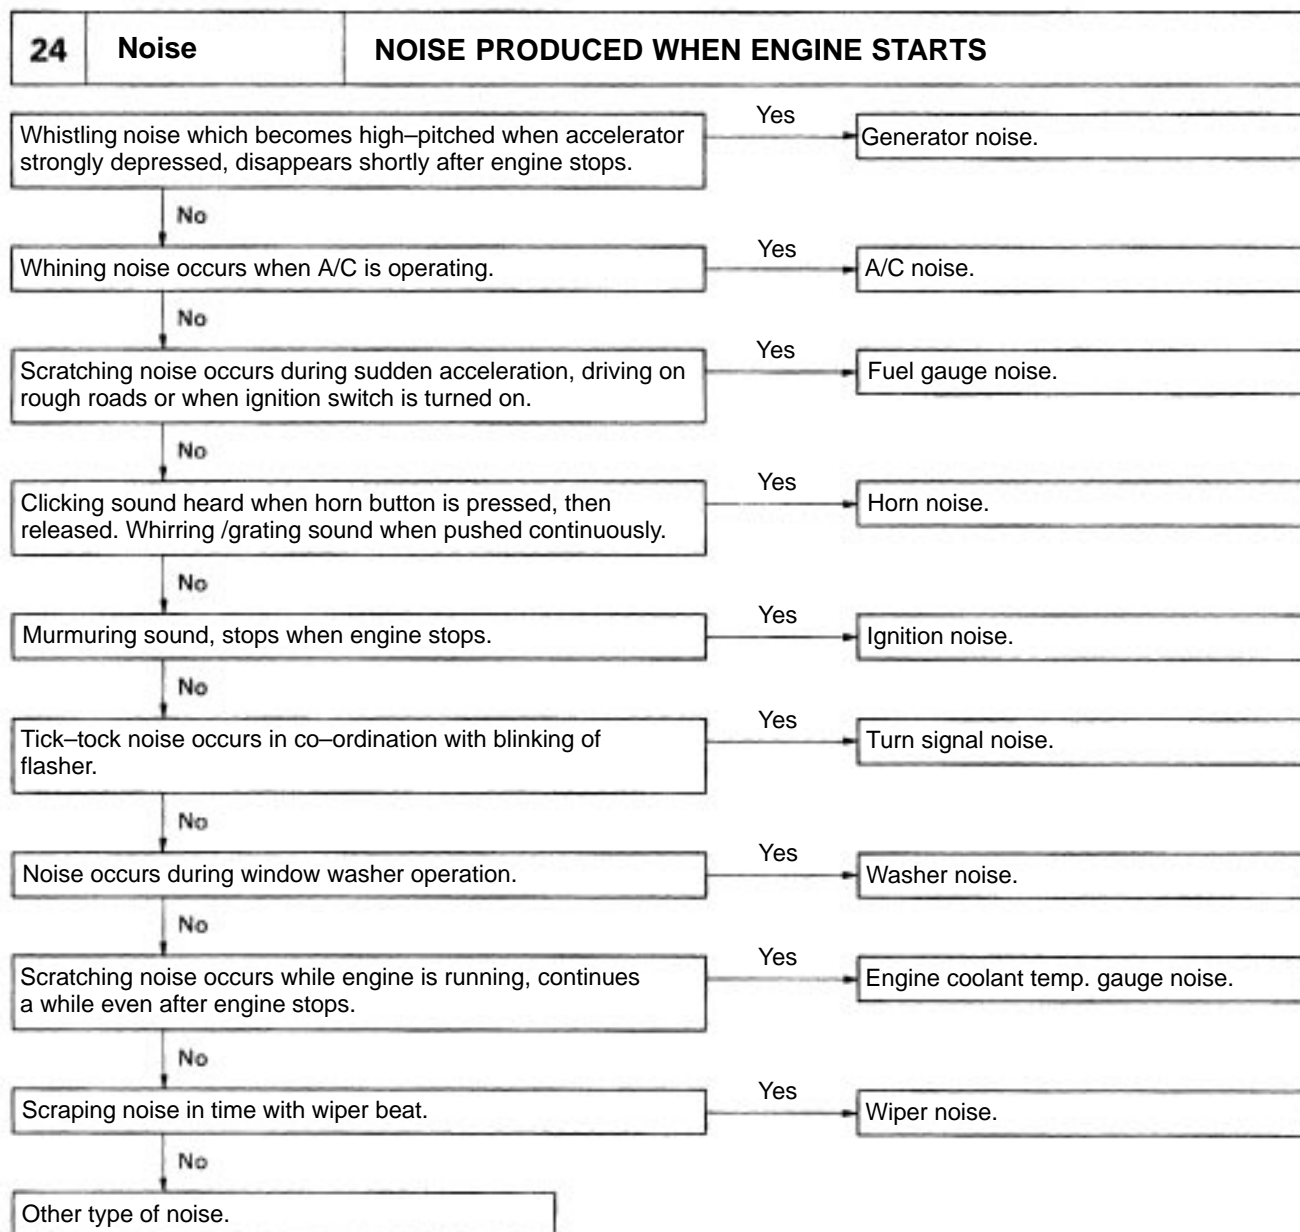 24 Noise NOISE PRODUCED WHEN ENGINE STARTS
Whistling noise which becomes high–pitched when accelerator
strongly depressed, disappears shortly after engine stops.
Yes
Generator noise.
No
Whining noise occurs when A/C is operating.
Yes
A/C noise.
No
Scratching noise occurs during sudden acceleration, driving on
rough roads or when ignition switch is turned on.
Yes
Fuel gauge noise.
No
Clicking sound heard when horn button is pressed, then
released. Whirring /grating sound when pushed continuously.
Yes
Horn noise.
No
Murmuring sound, stops when engine stops.
Yes
Ignition noise.
No
Tick–tock noise occurs in co–ordination with blinking of
flasher.
Yes
Turn signal noise.
No
Noise occurs during window washer operation.
Yes
Washer noise.
No
Scratching noise occurs while engine is running, continues
a while even after engine stops.
Yes
Engine coolant temp. gauge noise.
No
Scraping noise in time with wiper beat.
Yes
Wiper noise.
No
Other type of noise.